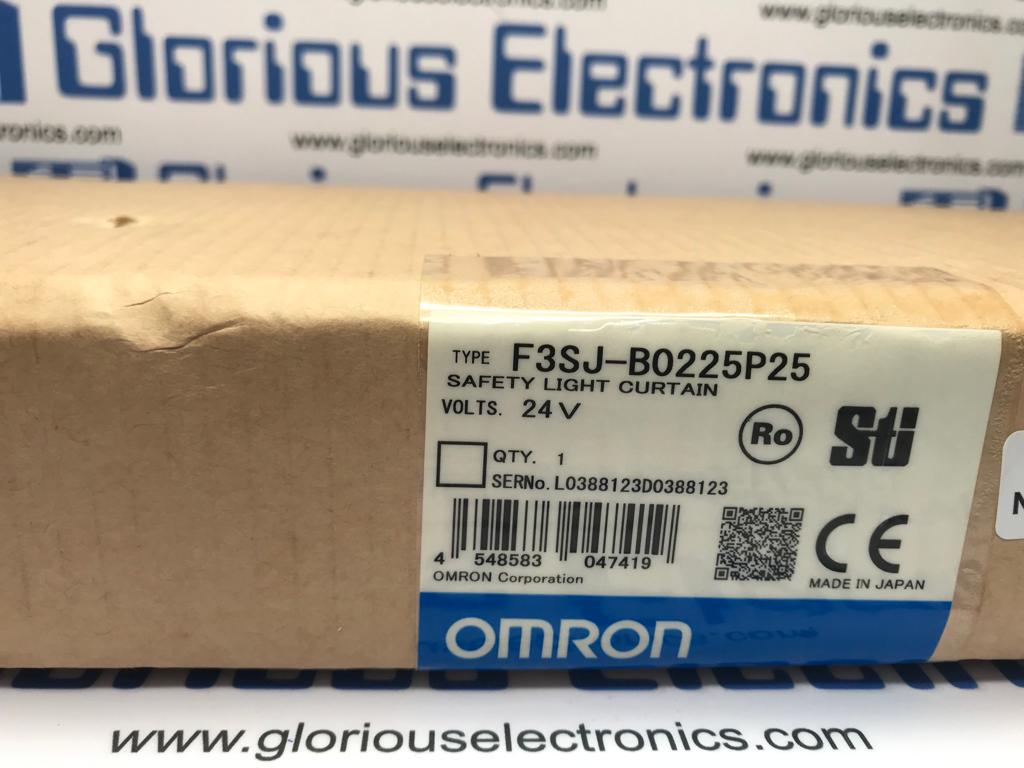 www.gloriouselectronics.com
Glorious Electronics
ronics.com
www.gloriouselectronics.com
www.gloriouselectronics.com
TYPE F3SJ-B0225P25
SAFETY LIGHT CURTAIN
VOLTS. 24V
Ro
Sti
QTY. 1
SERNo. L0388123D0388123
4 548583 047419
OMRON Corporation
CE
MADE IN JAPAN
OMRON
N
www.gloriouselectronics.com